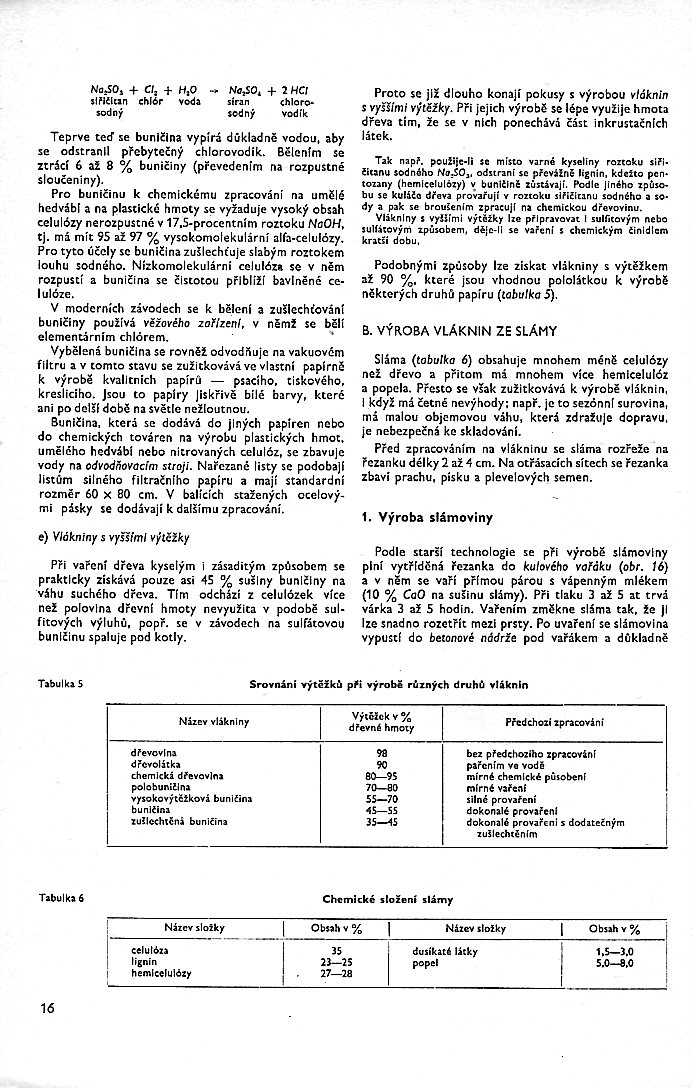 Na₂SO₃ + Cl₂ + H₂O → Na₂SO₄ + 2 HCl
siřičitan chlór voda síran chloro-
sodný sodný vodík
Teprve teď se buničina vypírá důkladně vodou, aby
se odstranil přebytečný chlorovodík. Bělením se
ztrácí 6 až 8 % buničiny (převedením na rozpustné
sloučeniny).
Pro buničinu k chemickému zpracování na umělé
hedvábí a na plastické hmoty se vyžaduje vysoký obsah
celulózy nerozpustné v 17,5-procentním roztoku NaOH,
tj. má mít 95 až 97 % vysokomolekulární alfa-celulózy.
Pro tyto účely se buničina zušlechťuje slabým roztokem
louhu sodného. Nízkomolekulární celulóza se v něm
rozpustí a buničina se čistotou přiblíží bavlněné ce-
lulóze.
V moderních závodech se k bělení a zušlechťování
buničiny používá věžového zařízení, v němž se bělí
elementárním chlórem.
Vybělená buničina se rovněž odvodňuje na vakuovém
filtru a v tomto stavu se zužitkovává ve vlastní papírně
k výrobě kvalitních papírů — psacího, tiskového,
kreslicího. Jsou to papíry jiskřivě bílé barvy, které
ani po delší době na světle nežloutnou.
Buničina, která se dodává do jiných papíren nebo
do chemických továren na výrobu plastických hmot,
umělého hedvábí nebo nitrovaných celulóz, se zbavuje
vody na odvodňovacím stroji. Nařezané listy se podobají
listům silného filtračního papíru a mají standardní
rozměr 60 x 80 cm. V balících stažených ocelový-
mi pásky se dodávají k dalšímu zpracování.
e) Vlákniny s vyššími výtěžky
Při vaření dřeva kyselým i zásaditým způsobem se
prakticky získává pouze asi 45 % sušiny buničiny na
váhu suchého dřeva. Tím odchází z celulózek více
než polovina dřevní hmoty nevyužita v podobě sul-
fitových výluhů, popř. se v závodech na sulfátovou
buničinu spaluje pod kotly.
Proto se již dlouho konají pokusy s výrobou vláknin
s vyššími výtěžky. Při jejich výrobě se lépe využije hmota
dřeva tím, že se v nich ponechává část inkrustačních
látek.
Tak např. použije-li se místo varné kyseliny roztoku siři-
čitanu sodného Na₂SO₃, odstraní se převážně lignin, kdežto pen-
tozany (hemicelulózy) v buničině zůstávají. Podle jiného způso-
bu se kuláče dřeva provařují v roztoku siřičitanu sodného a so-
dy a pak se broušením zpracují na chemickou dřevovinu.
Vlákniny s vyššími výtěžky lze připravovat i sulfitovým nebo
sulfátovým způsobem, děje-li se vaření s chemickým činidlem
kratší dobu.
Podobnými způsoby lze získat vlákniny s výtěžkem
až 90 %, které jsou vhodnou pololátkou k výrobě
některých druhů papíru (tabulka 5).
B. VÝROBA VLÁKNIN ZE SLÁMY
Sláma (tabulka 6) obsahuje mnohem méně celulózy
než dřevo a přitom má mnohem více hemicelulóz
a popela. Přesto se však zužitkovává k výrobě vláknin,
i když má četné nevýhody; např. je to sezónní surovina,
má malou objemovou váhu, která zdražuje dopravu,
je nebezpečná ke skladování.
Před zpracováním na vlákninu se sláma rozřeže na
řezanku délky 2 až 4 cm. Na otřásacích sítech se řezanka
zbaví prachu, písku a plevelových semen.
1. Výroba slámoviny
Podle starší technologie se při výrobě slámoviny
plní vytříděná řezanka do kulového vařáku (obr. 16)
a v něm se vaří přímou párou s vápenným mlékem
(10 % CaO na sušinu slámy). Při tlaku 3 až 5 at trvá
várka 3 až 5 hodin. Vařením změkne sláma tak, že ji
lze snadno rozetřít mezi prsty. Po uvaření se slámovina
vypustí do betonové nádrže pod vařákem a důkladně
Tabulka 5 Srovnání výtěžků při výrobě různých druhů vláknin
Název vlákniny Výtěžek v % dřevné hmoty Předchozí zpracování
dřevovina 98 bez předchozího zpracování
dřevolátka 90 pařením ve vodě
chemická dřevovina 80—95 mírné chemické působení
polobuničina 70—80 mírné vaření
vysokovýtěžková buničina 55—70 silné provaření
buničina 45—55 dokonalé provaření
zušlechtěná buničina 35—45 dokonalé provaření s dodatečným
zušlechtěním
Tabulka 6 Chemické složení slámy
Název složky Obsah v % Název složky Obsah v %
celulóza 35 dusíkaté látky 1,5—3,0
lignin 23—25 popel 5,0—8,0
hemicelulózy 27—28
16